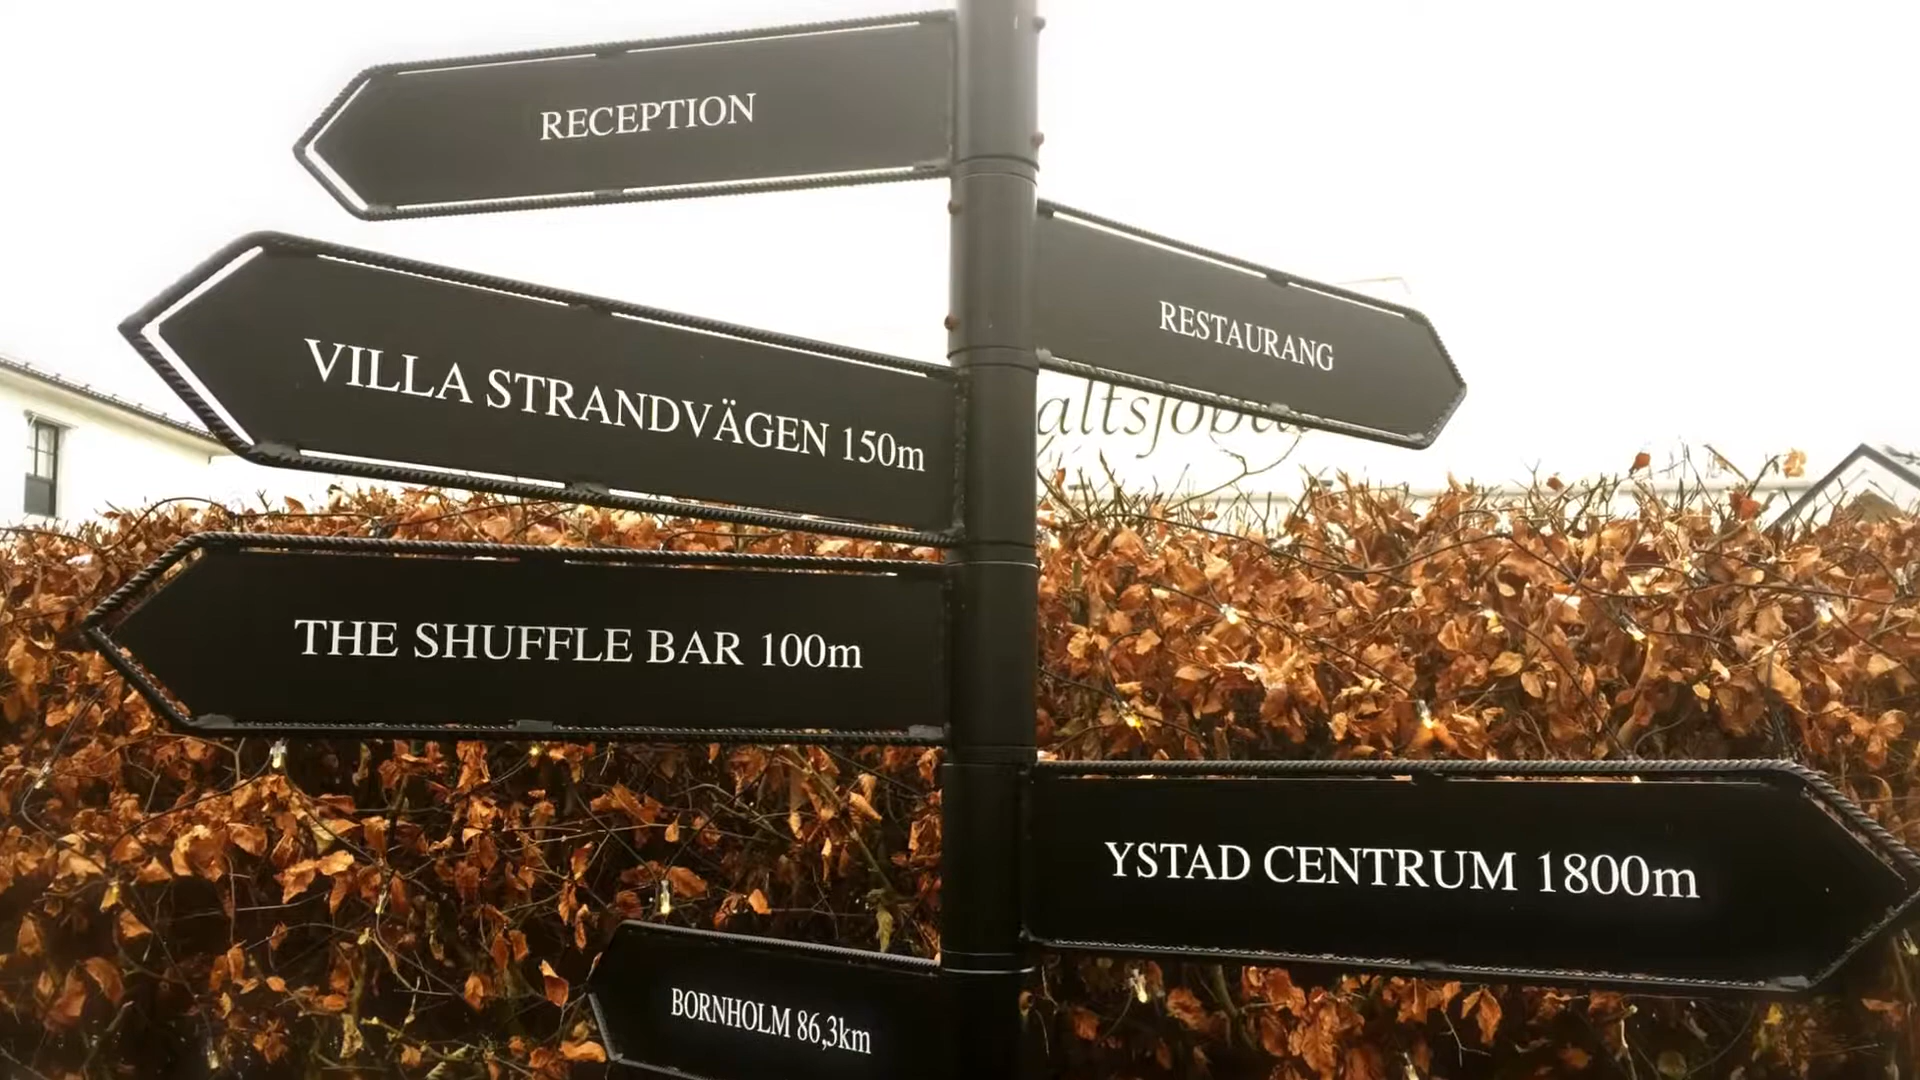 RECEPTION
RESTAURANG
VILLA STRANDVÄGEN 150m
THE SHUFFLE BAR 100m
YSTAD CENTRUM 1800m
BORNHOLM 86,3km